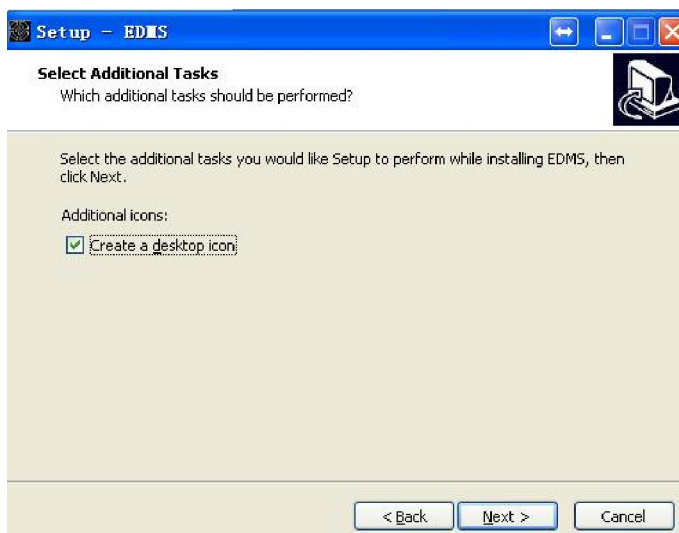 Setup - EDMS
Select Additional Tasks
Which additional tasks should be performed?
Select the additional tasks you would like Setup to perform while installing EDMS, then
click Next.
Additional icons:
Create a desktop icon
< Back Next > Cancel